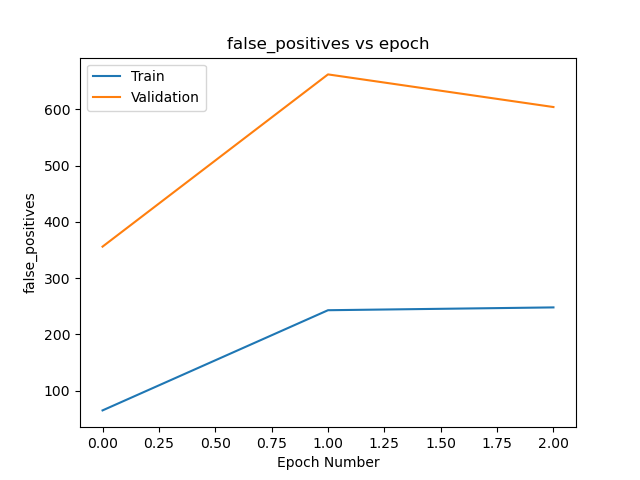 false_positives vs epoch
Train
Validation
600
500
400
300
200
100
false_positives
0.00 0.25 0.50 0.75 1.00 1.25 1.50 1.75 2.00
Epoch Number